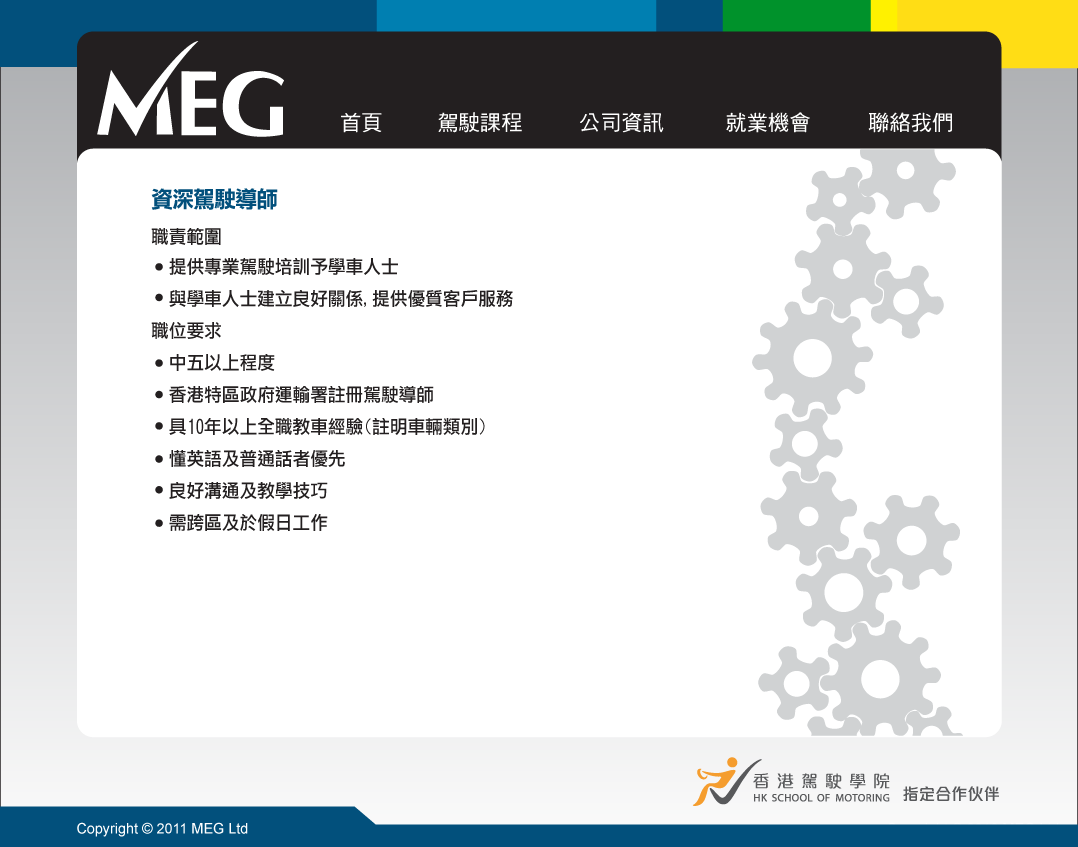 MEG
首頁 駕駛課程 公司資訊 就業機會 聯絡我們
資深駕駛導師
職責範圍
• 提供專業駕駛培訓予學車人士
• 與學車人士建立良好關係, 提供優質客戶服務
職位要求
• 中五以上程度
• 香港特區政府運輸署註冊駕駛導師
• 具10年以上全職教車經驗(註明車輛類別)
• 懂英語及普通話者優先
• 良好溝通及教學技巧
• 需跨區及於假日工作
香港駕駛學院
HK SCHOOL OF MOTORING 指定合作伙伴
Copyright © 2011 MEG Ltd